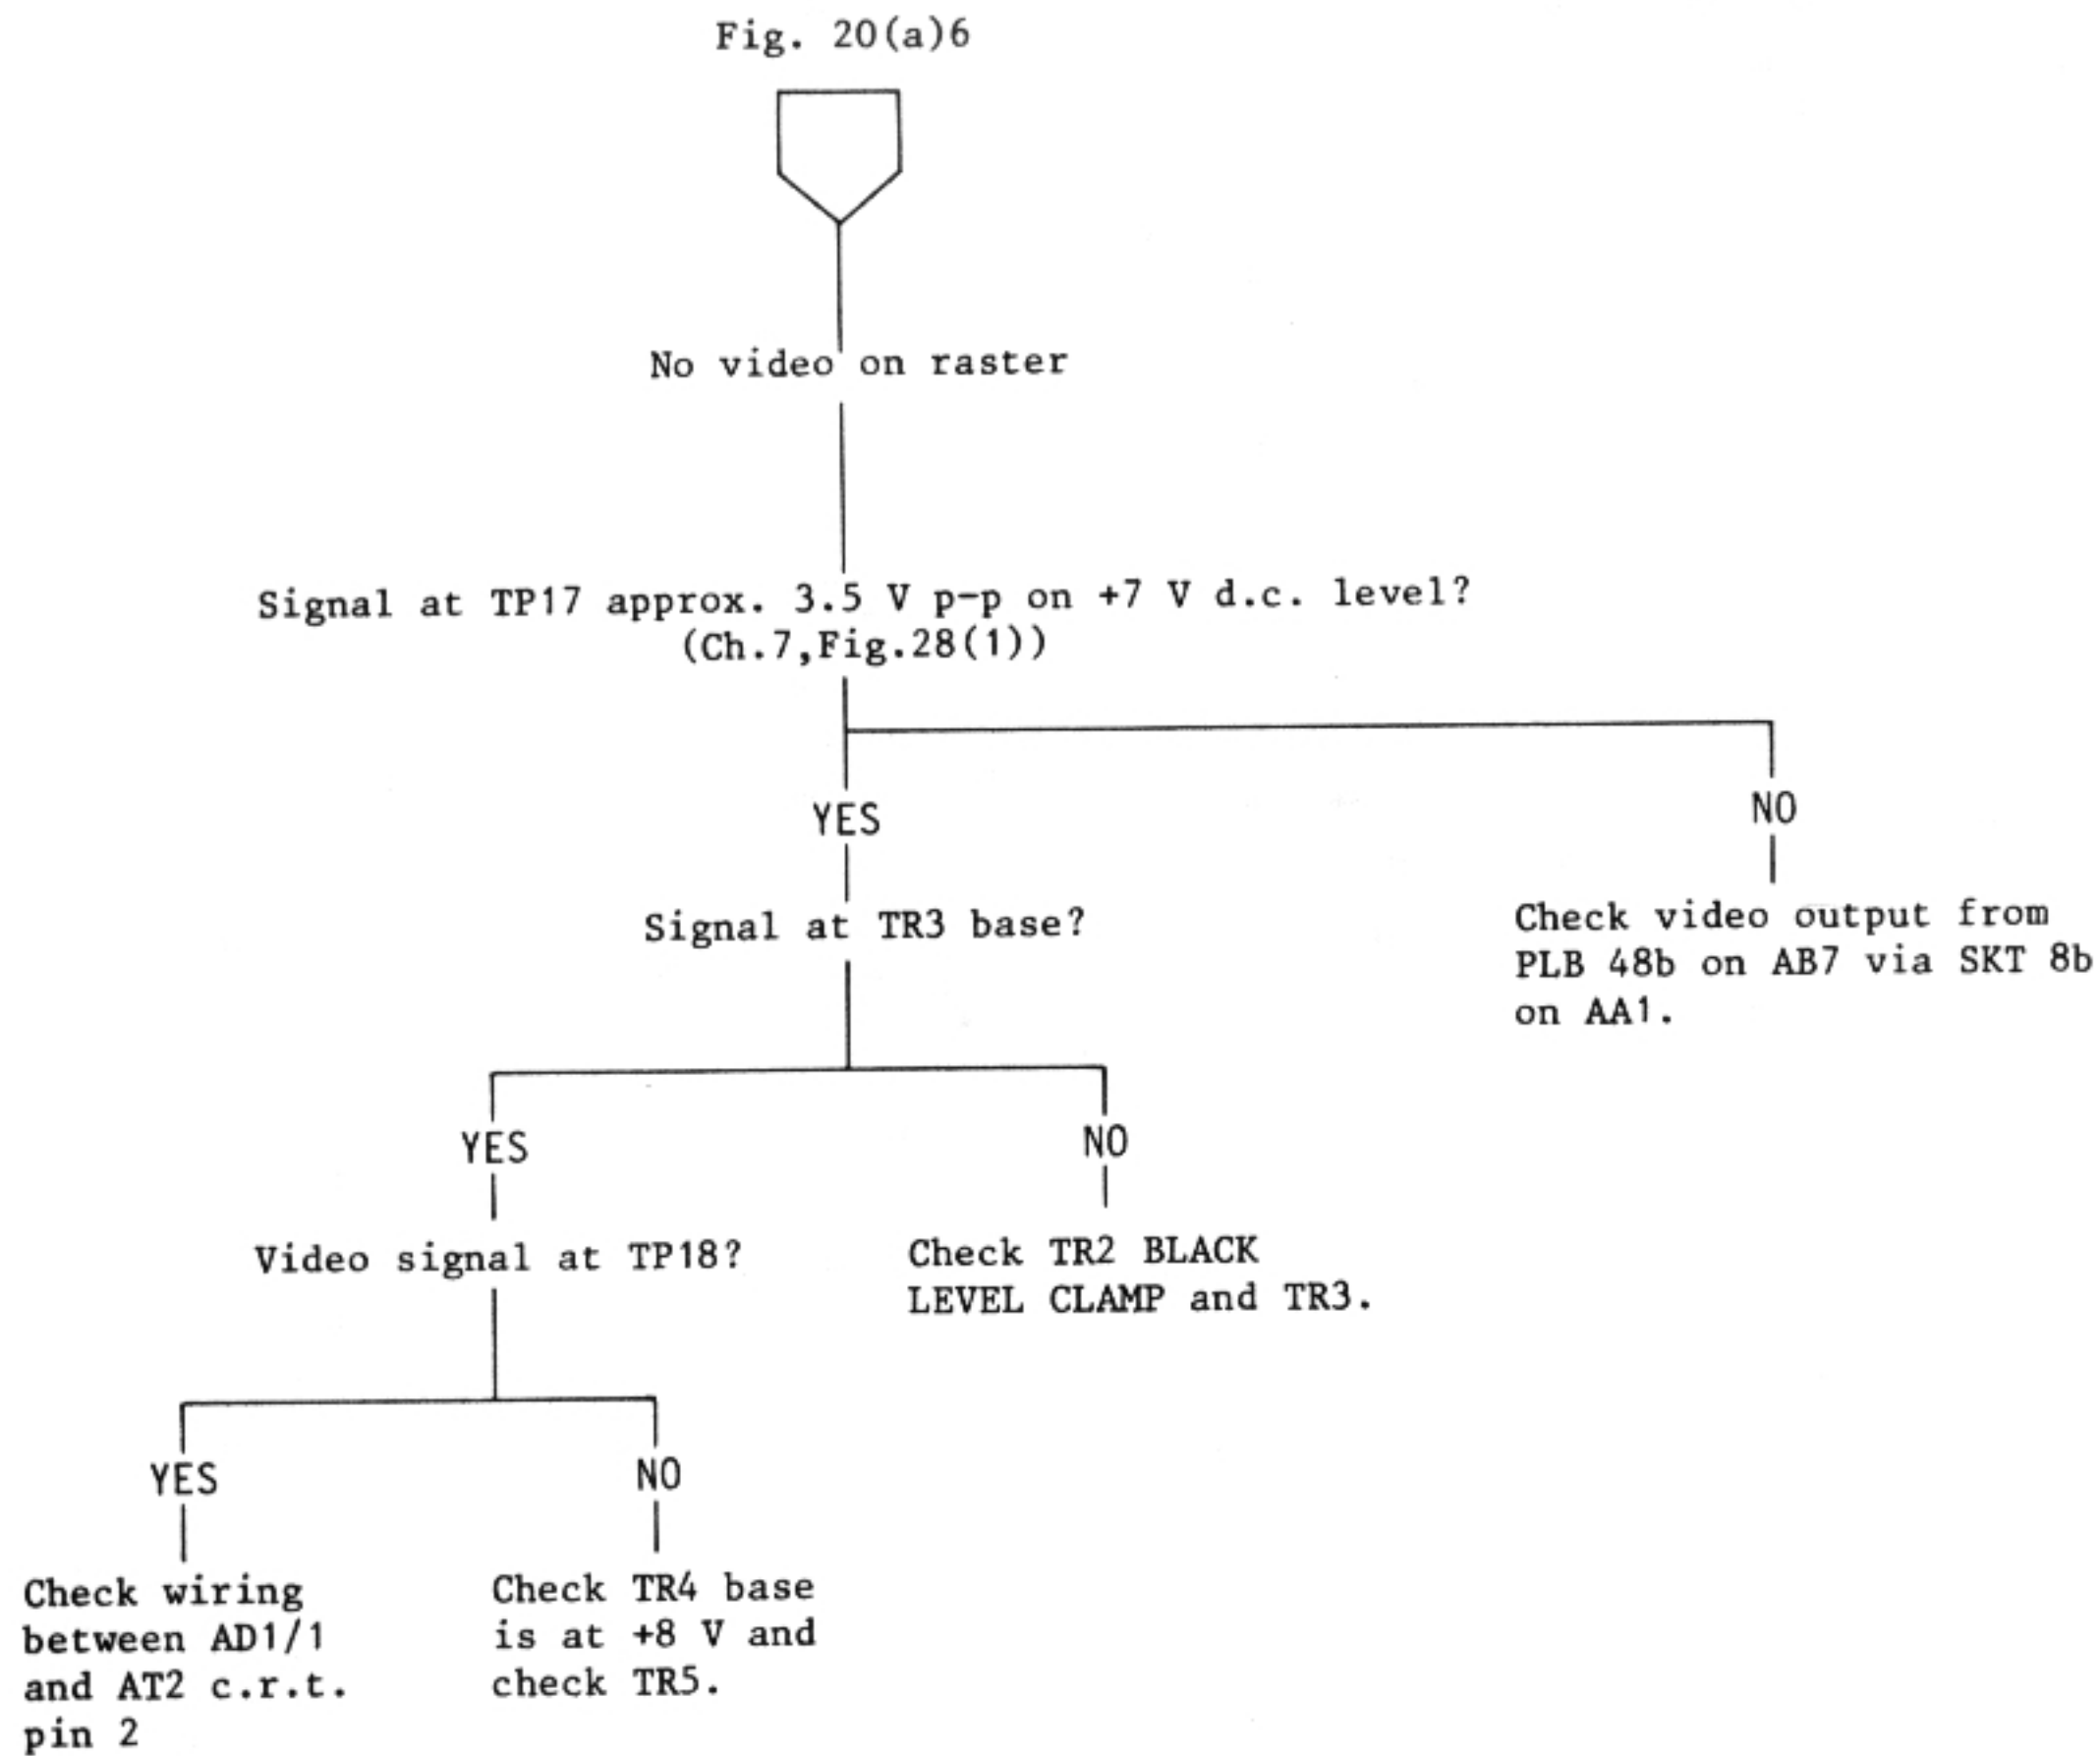 Fig. 20(a)6
No video on raster
Signal at TP17 approx. 3.5 V p-p on +7 V d.c. level?
(Ch.7,Fig.28(1))
YES
NO
Signal at TR3 base?
Check video output from
PLB 48b on AB7 via SKT 8b
on AA1.
YES
NO
Video signal at TP18?
Check TR2 BLACK
LEVEL CLAMP and TR3.
YES
NO
Check wiring
between AD1/1
and AT2 c.r.t.
pin 2
Check TR4 base
is at +8 V and
check TR5.